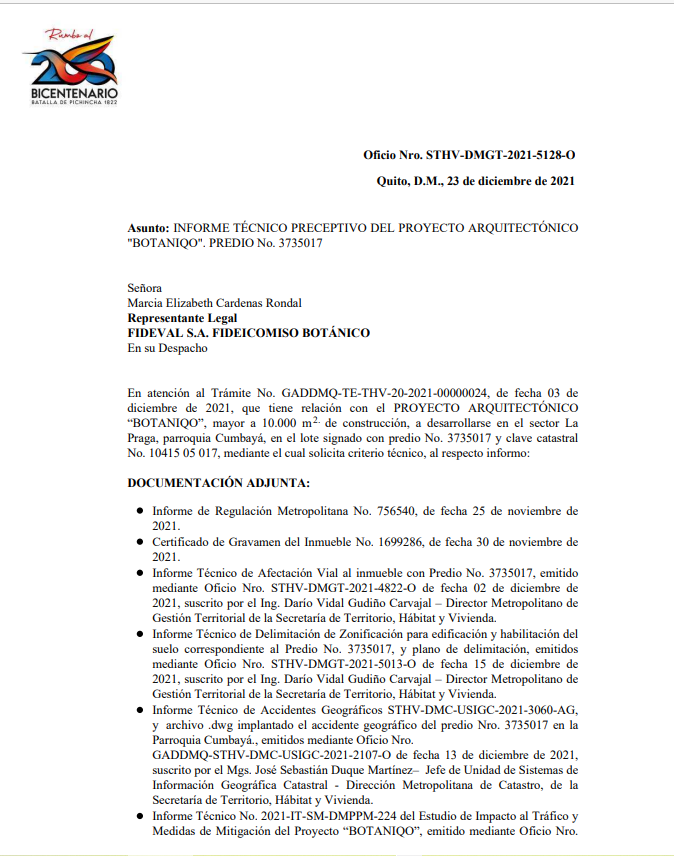 Rumbo al
200
BICENTENARIO
BATALLA DE PICHINCHA 1822
Oficio Nro. STHV-DMGT-2021-5128-O
Quito, D.M., 23 de diciembre de 2021
Asunto: INFORME TÉCNICO PRECEPTIVO DEL PROYECTO ARQUITECTÓNICO
"BOTANIQO". PREDIO No. 3735017
Señora
Marcia Elizabeth Cardenas Rondal
Representante Legal
FIDEVAL S.A. FIDEICOMISO BOTÁNICO
En su Despacho
En atención al Trámite No. GADDMQ-TE-THV-20-2021-00000024, de fecha 03 de
diciembre de 2021, que tiene relación con el PROYECTO ARQUITECTÓNICO
“BOTANIQO”, mayor a 10.000 m2. de construcción, a desarrollarse en el sector La
Praga, parroquia Cumbayá, en el lote signado con predio No. 3735017 y clave catastral
No. 10415 05 017, mediante el cual solicita criterio técnico, al respecto informo:
DOCUMENTACIÓN ADJUNTA:
● Informe de Regulación Metropolitana No. 756540, de fecha 25 de noviembre de
2021.
● Certificado de Gravamen del Inmueble No. 1699286, de fecha 30 de noviembre de
2021.
● Informe Técnico de Afectación Vial al inmueble con Predio No. 3735017, emitido
mediante Oficio Nro. STHV-DMGT-2021-4822-O de fecha 02 de diciembre de
2021, suscrito por el Ing. Darío Vidal Gudiño Carvajal – Director Metropolitano de
Gestión Territorial de la Secretaría de Territorio, Hábitat y Vivienda.
● Informe Técnico de Delimitación de Zonificación para edificación y habilitación del
suelo correspondiente al Predio No. 3735017, y plano de delimitación, emitidos
mediante Oficio Nro. STHV-DMGT-2021-5013-O de fecha 15 de diciembre de
2021, suscrito por el Ing. Darío Vidal Gudiño Carvajal – Director Metropolitano de
Gestión Territorial de la Secretaría de Territorio, Hábitat y Vivienda.
● Informe Técnico de Accidentes Geográficos STHV-DMC-USIGC-2021-3060-AG,
y archivo .dwg implantado el accidente geográfico del predio Nro. 3735017 en la
Parroquia Cumbayá., emitidos mediante Oficio Nro.
GADDMQ-STHV-DMC-USIGC-2021-2107-O de fecha 13 de diciembre de 2021,
suscrito por el Mgs. José Sebastián Duque Martínez– Jefe de Unidad de Sistemas de
Información Geográfica Catastral - Dirección Metropolitana de Catastro, de la
Secretaría de Territorio, Hábitat y Vivienda.
● Informe Técnico No. 2021-IT-SM-DMPPM-224 del Estudio de Impacto al Tráfico y
Medidas de Mitigación del Proyecto “BOTANIQO”, emitido mediante Oficio Nro.